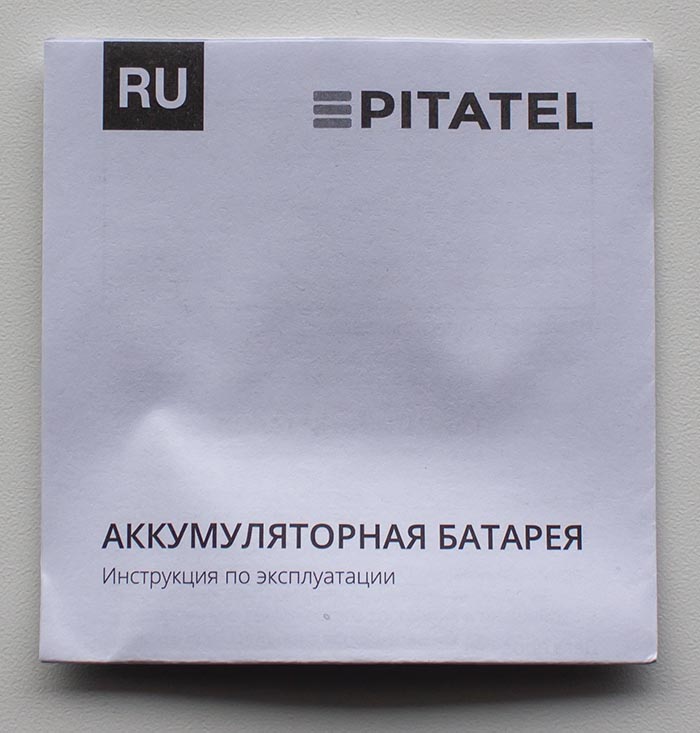 RU
PITATEL
АККУМУЛЯТОРНАЯ БАТАРЕЯ
Инструкция по эксплуатации